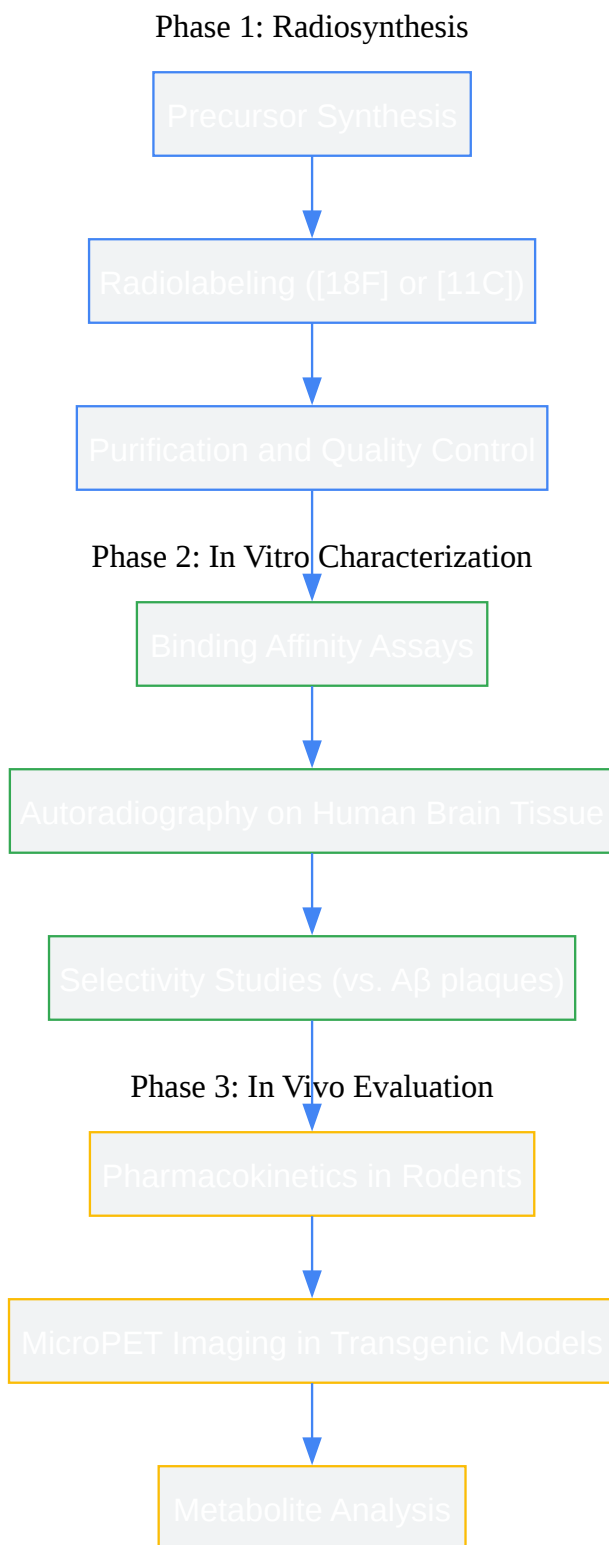 Phase 1: Radiosynthesis
Precursor Synthesis
Radiolabeling ([18F] or [11C])
Purification and Quality Control
Phase 2: In Vitro Characterization
Binding Affinity Assays
Autoradiography on Human Brain Tissue
Selectivity Studies (vs. Aβ plaques)
Phase 3: In Vivo Evaluation
Pharmacokinetics in Rodents
MicroPET Imaging in Transgenic Models
Metabolite Analysis